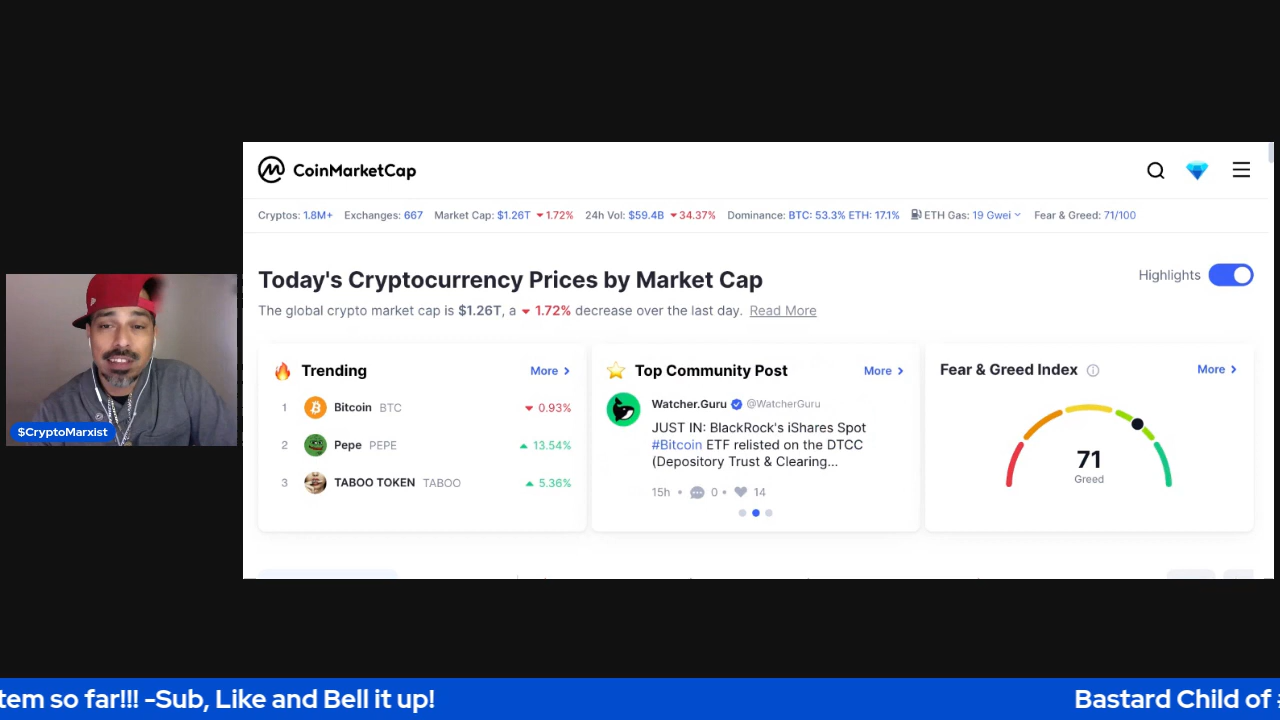 CoinMarketCap
Cryptos: 1.8M+ Exchanges: 667 Market Cap: $1.26T 1.72% 24h Vol: $59.4B 34.37% Dominance: BTC: 53.3% ETH: 17.1% ETH Gas: 19 Gwei Fear & Greed: 71/100
Today's Cryptocurrency Prices by Market Cap
Highlights
The global crypto market cap is $1.26T, a 1.72% decrease over the last day. Read More
Trending
More
1 Bitcoin BTC 0.93%
2 Pepe PEPE 13.54%
3 TABOO TOKEN TABOO 5.36%
Top Community Post
More
Watcher.Guru @WatcherGuru
JUST IN: BlackRock's iShares Spot
#Bitcoin ETF relisted on the DTCC
(Depository Trust & Clearing...
15h • 0 • 14
Fear & Greed Index
More
71
Greed
$CryptoMarxist
tem so far!!! -Sub, Like and Bell it up!
Bastard Child of